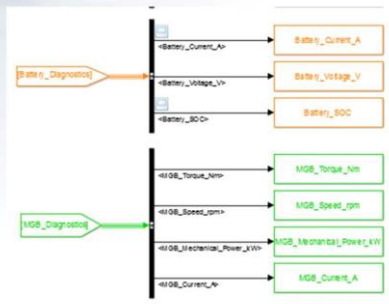 <Battery_Current_A>
Battery_Current_A
[Battery_Diagnostics]
<Battery_Voltage_V>
Battery_Voltage_V
<Battery_SOC>
Battery_SOC
<MGB_Torque_Nm>
MGB_Torque_Nm
<MGB_Speed_rpm>
MGB_Speed_rpm
[MGB_Diagnostics]
<MGB_Mechanical_Power_kW>
MGB_Mechanical_Power_kW
<MGB_Current_A>
MGB_Current_A